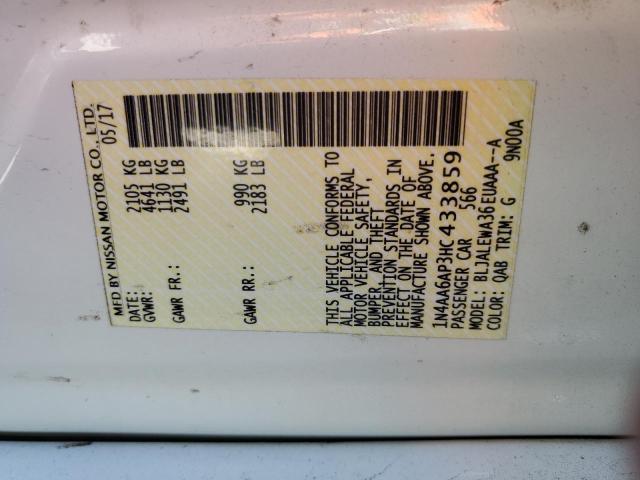 MFD BY NISSAN MOTOR CO., LTD.
DATE: 05/17
GVWR: 2105 KG
4641 LB
GAWR FR.: 1130 KG
2491 LB
GAWR RR.: 990 KG
2183 LB
THIS VEHICLE CONFORMS TO
ALL APPLICABLE FEDERAL
MOTOR VEHICLE SAFETY,
BUMPER, AND THEFT
PREVENTION STANDARDS IN
EFFECT ON THE DATE OF
MANUFACTURE SHOWN ABOVE.
1N4AA6AP3HC433859
PASSENGER CAR 566
MODEL: BLJALEWA36EUAAA--A
COLOR: QAB TRIM: G 9N00A